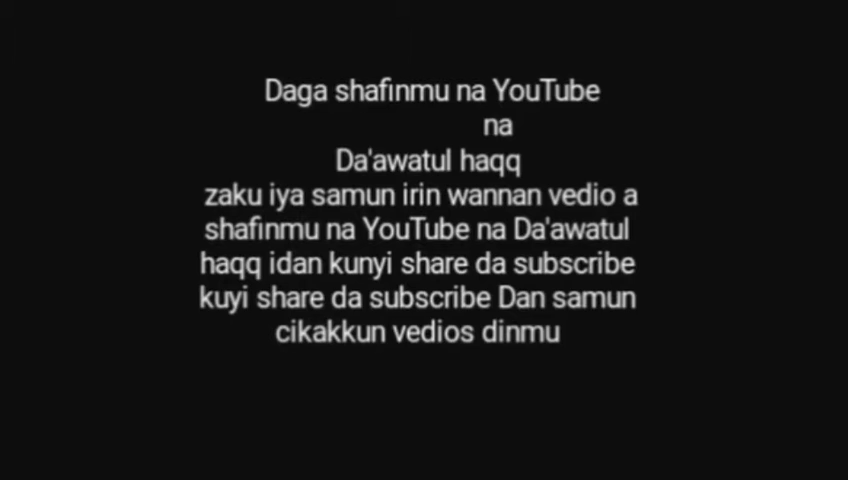 Daga shafinmu na YouTube
na
Da'awatul haqq
zaku iya samun irin wannan vedio a
shafinmu na YouTube na Da'awatul
haqq idan kunyi share da subscribe
kuyi share da subscribe Dan samun
cikakkun vedios dinmu